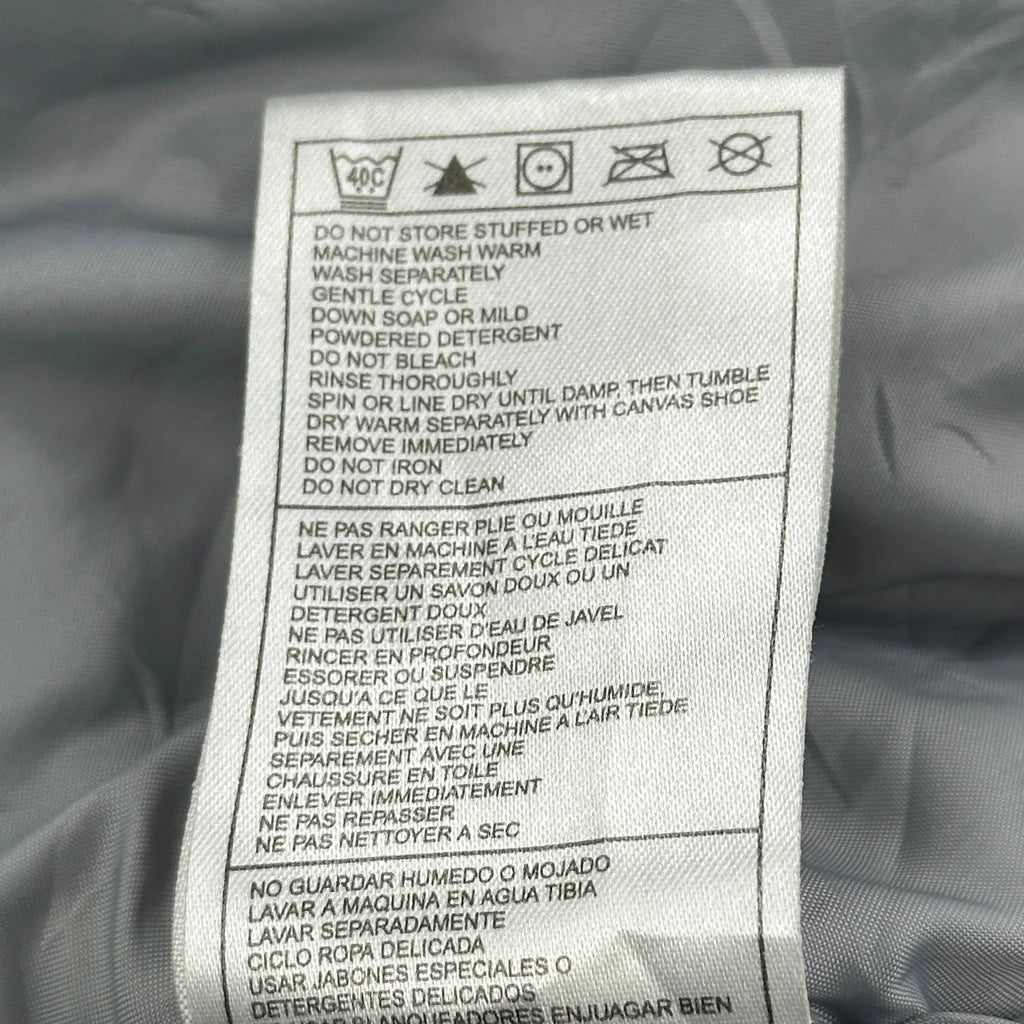 40C
DO NOT STORE STUFFED OR WET
MACHINE WASH WARM
WASH SEPARATELY
GENTLE CYCLE
DOWN SOAP OR MILD
POWDERED DETERGENT
DO NOT BLEACH
RINSE THOROUGHLY
SPIN OR LINE DRY UNTIL DAMP, THEN TUMBLE
DRY WARM SEPARATELY WITH CANVAS SHOE
REMOVE IMMEDIATELY
DO NOT IRON
DO NOT DRY CLEAN
NE PAS RANGER PLIE OU MOUILLE
LAVER EN MACHINE A L'EAU TIEDE
LAVER SEPAREMENT CYCLE DELICAT
UTILISER UN SAVON DOUX OU UN
DETERGENT DOUX
NE PAS UTILISER D'EAU DE JAVEL
RINCER EN PROFONDEUR
ESSORER OU SUSPENDRE
JUSQU'A CE QUE LE
VETEMENT NE SOIT PLUS QU'HUMIDE,
PUIS SECHER EN MACHINE A L'AIR TIEDE
SEPAREMENT AVEC UNE
CHAUSSURE EN TOILE
ENLEVER IMMEDIATEMENT
NE PAS REPASSER
NE PAS NETTOYER A SEC
NO GUARDAR HUMEDO O MOJADO
LAVAR A MAQUINA EN AGUA TIBIA
LAVAR SEPARADAMENTE
CICLO ROPA DELICADA
USAR JABONES ESPECIALES O
DETERGENTES DELICADOS
BLANQUEADORES ENJUAGAR BIEN